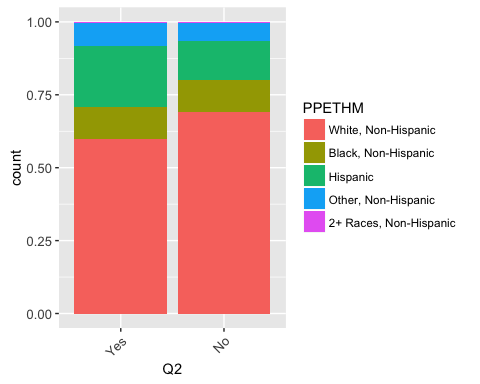 1.00
0.75
0.50
0.25
0.00
count
Yes
No
Q2
PPETHM
White, Non-Hispanic
Black, Non-Hispanic
Hispanic
Other, Non-Hispanic
2+ Races, Non-Hispanic